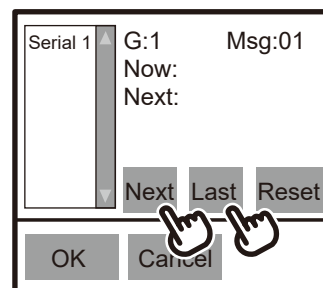 Serial 1
G:1 Msg:01
Now:
Next:
Next Last Reset
OK Cancel